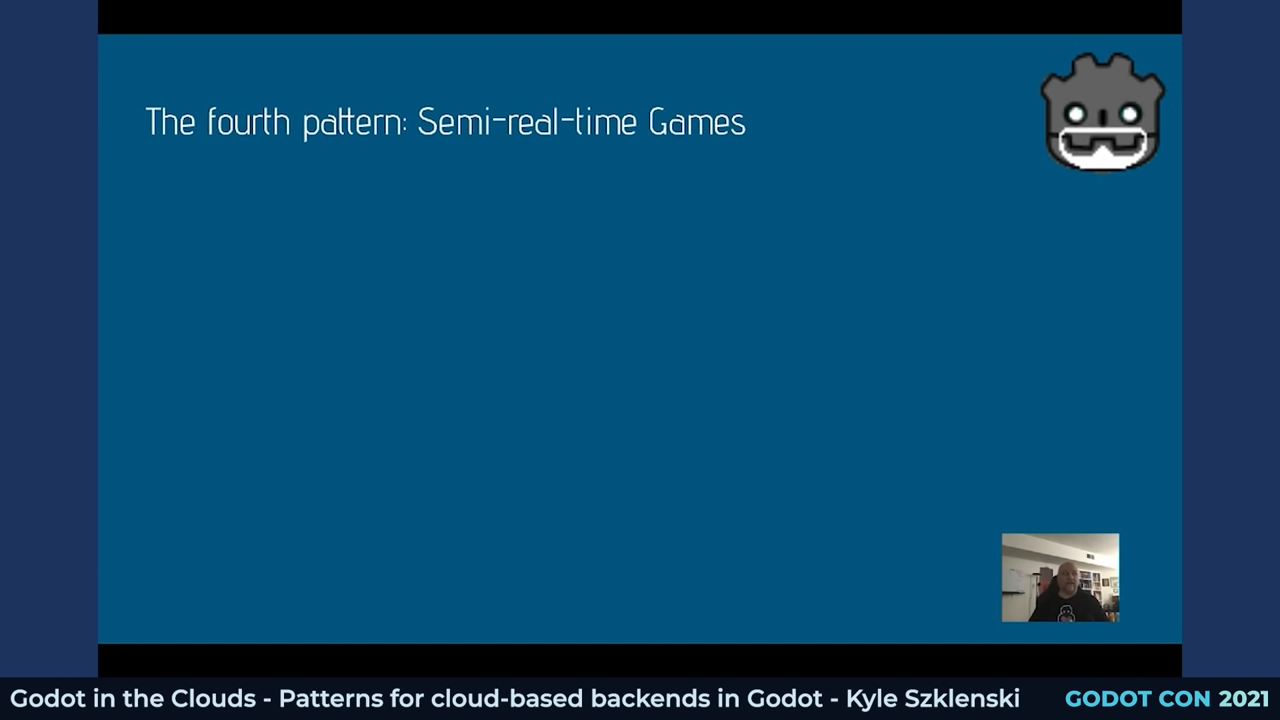 The fourth pattern: Semi-real-time Games
Godot in the Clouds - Patterns for cloud-based backends in Godot - Kyle Szklenski
GODOT CON 2021